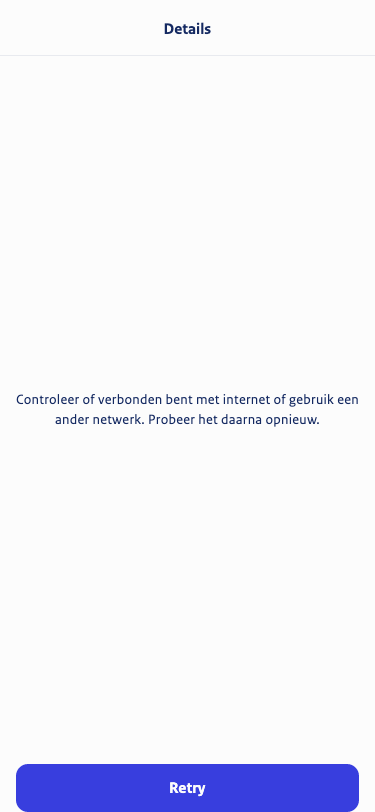 Details
Controleer of verbonden bent met internet of gebruik een
ander netwerk. Probeer het daarna opnieuw.
Retry